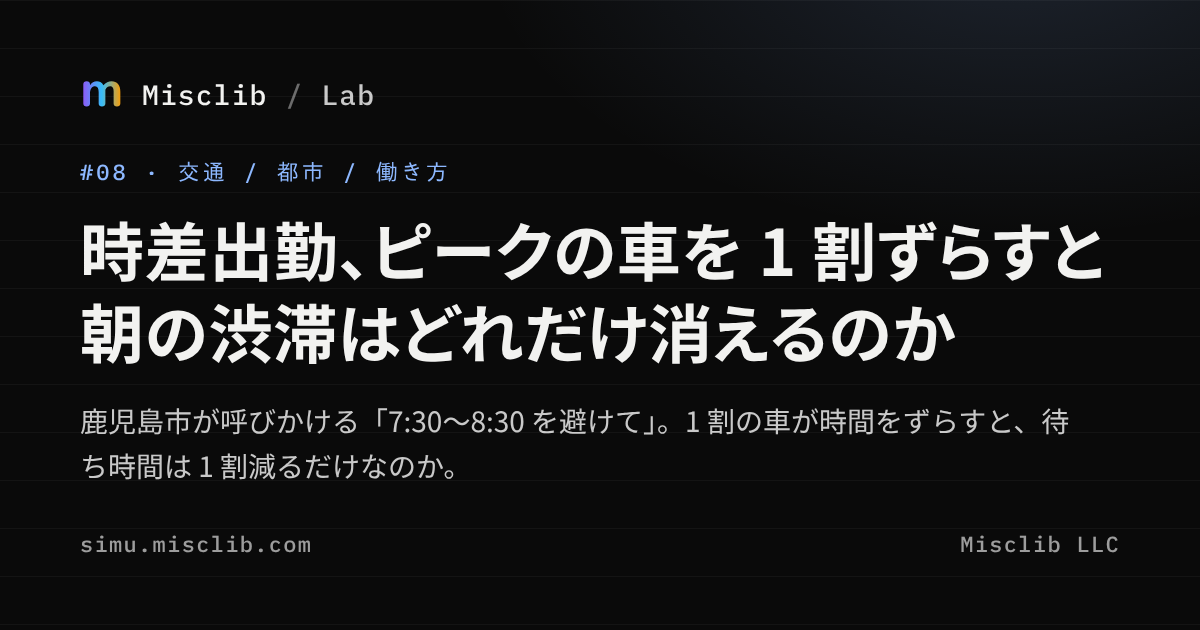 Misclib / Lab
#08 · 交通 / 都市 / 働き方
時差出勤、ピークの車を 1 割ずらすと
朝の渋滞はどれだけ消えるのか
鹿児島市が呼びかける「7:30〜8:30 を避けて」。1 割の車が時間をずらすと、待
ち時間は 1 割減るだけなのか。
simu.misclib.com
Misclib LLC